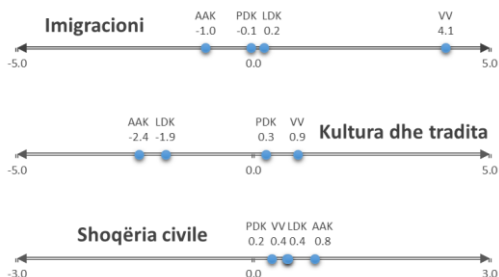 Imigracioni
AAK PDK LDK VV
-1.0 -0.1 0.2 4.1
-5.0 0.0 5.0
AAK LDK PDK VV
-2.4 -1.9 0.3 0.9
Kultura dhe tradita
-5.0 0.0 5.0
Shoqëria civile
PDK VV LDK AAK
0.2 0.4 0.4 0.8
-3.0 0.0 3.0